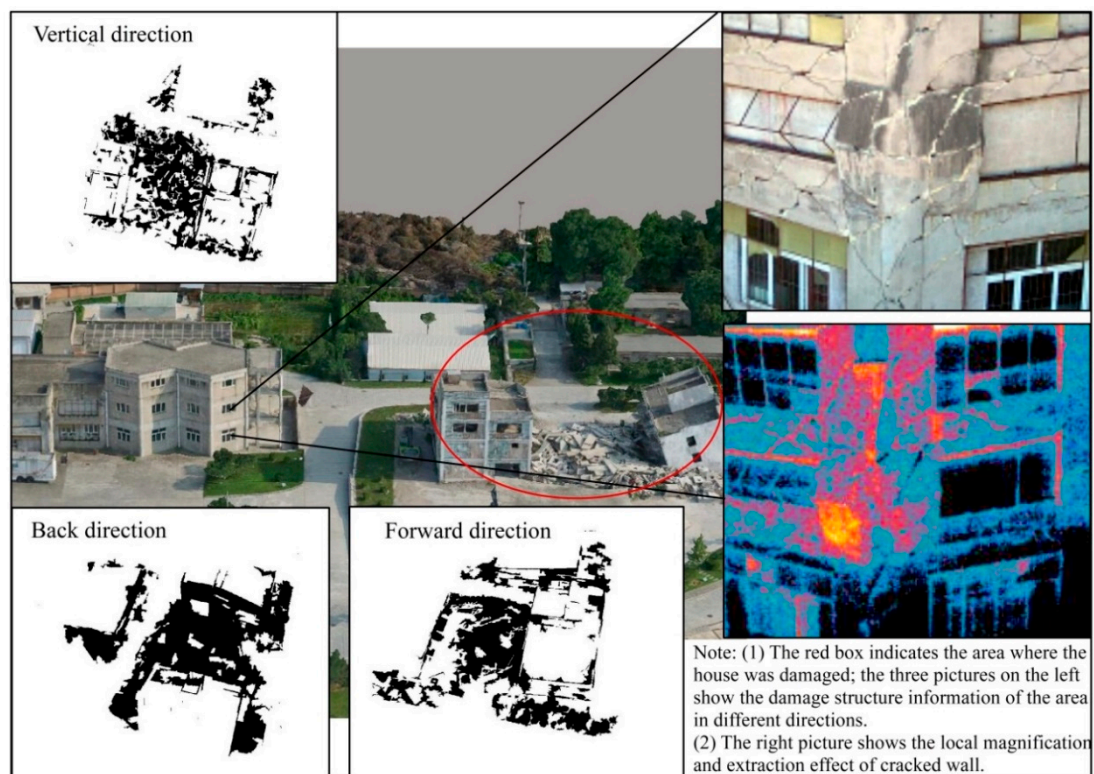 Vertical direction
Back direction
Forward direction
Note: (1) The red box indicates the area where the
house was damaged; the three pictures on the left
show the damage structure information of the area
in different directions.
(2) The right picture shows the local magnification
and extraction effect of cracked wall.